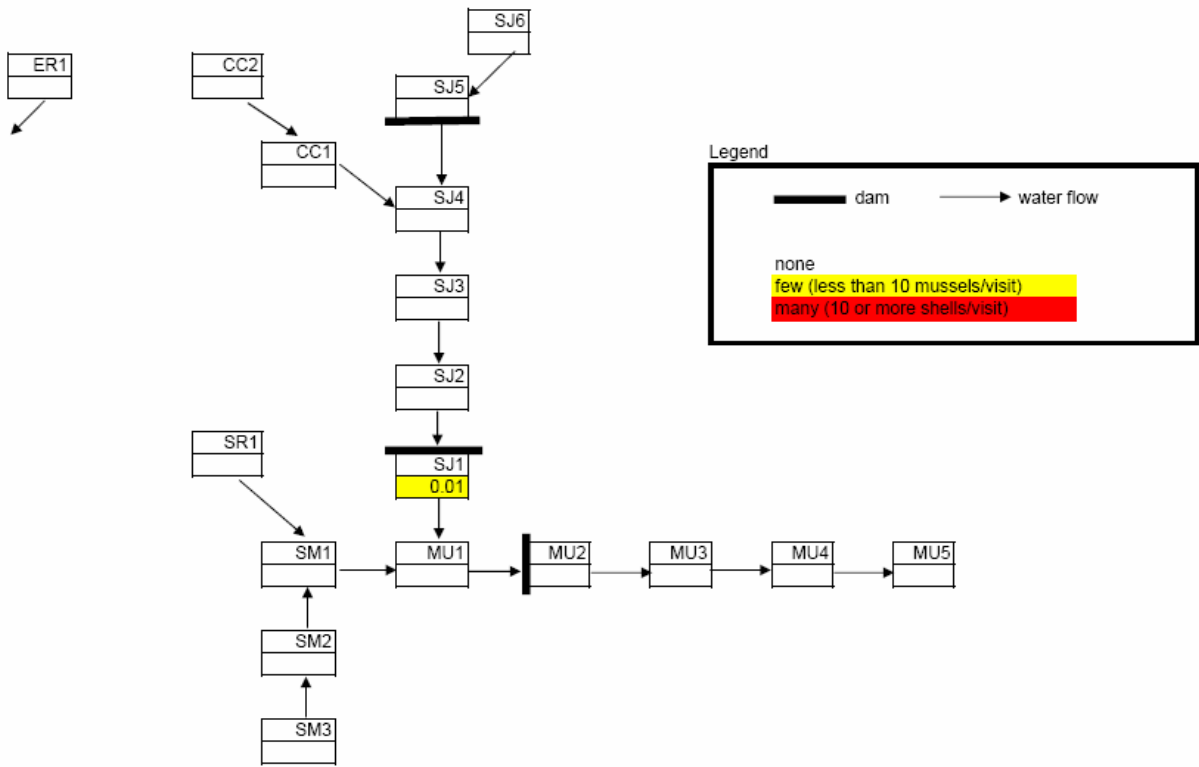 SJ6
ER1
CC2
SJ5
CC1
Legend
SJ4
dam
water flow
none
few (less than 10 mussels/visit)
many (10 or more shells/visit)
SJ3
SJ2
SR1
SJ1
0.01
SM1
MU1
MU2
MU3
MU4
MU5
SM2
SM3